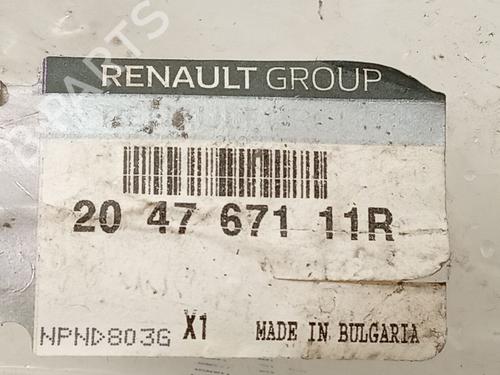 RENAULT GROUP
20 47 671 11R
NPND803G X1 MADE IN BULGARIA